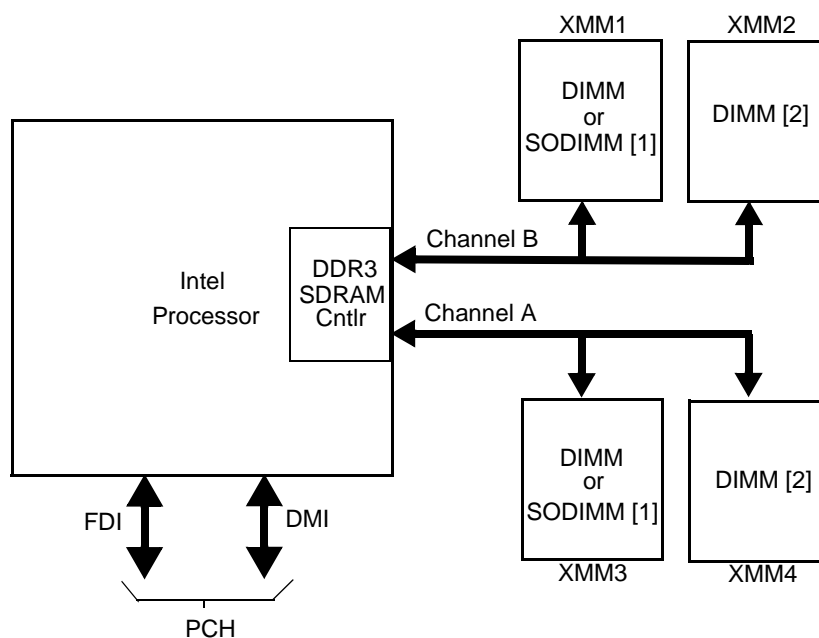 XMM1
XMM2
DIMM
or
SODIMM [1]
DIMM [2]
Channel B
Intel
Processor
DDR3
SDRAM
Cntlr
Channel A
DIMM
or
SODIMM [1]
DIMM [2]
XMM3
XMM4
FDI
DMI
PCH